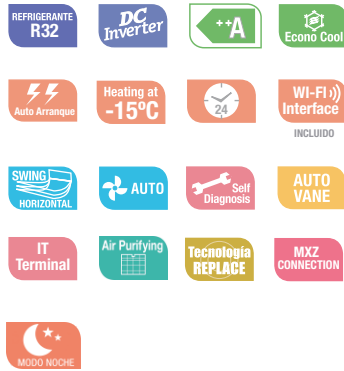 REFRIGERANTE
R32
DC
Inverter
++A
Econo Cool
Auto Arranque
Heating at
-15ºC
24
WI-FI
Interface
INCLUIDO
SWING
HORIZONTAL
AUTO
Self
Diagnosis
AUTO
VANE
IT
Terminal
Air Purifying
Tecnología
REPLACE
MXZ
CONNECTION
MODO NOCHE